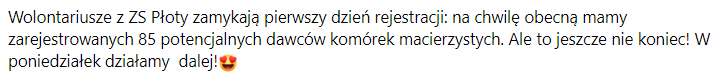 Wolontariusze z ZS Płoty zamykają pierwszy dzień rejestracji: na chwilę obecną mamy
zarejestrowanych 85 potencjalnych dawców komórek macierzystych. Ale to jeszcze nie koniec! W
poniedziałek działamy  dalej!😍